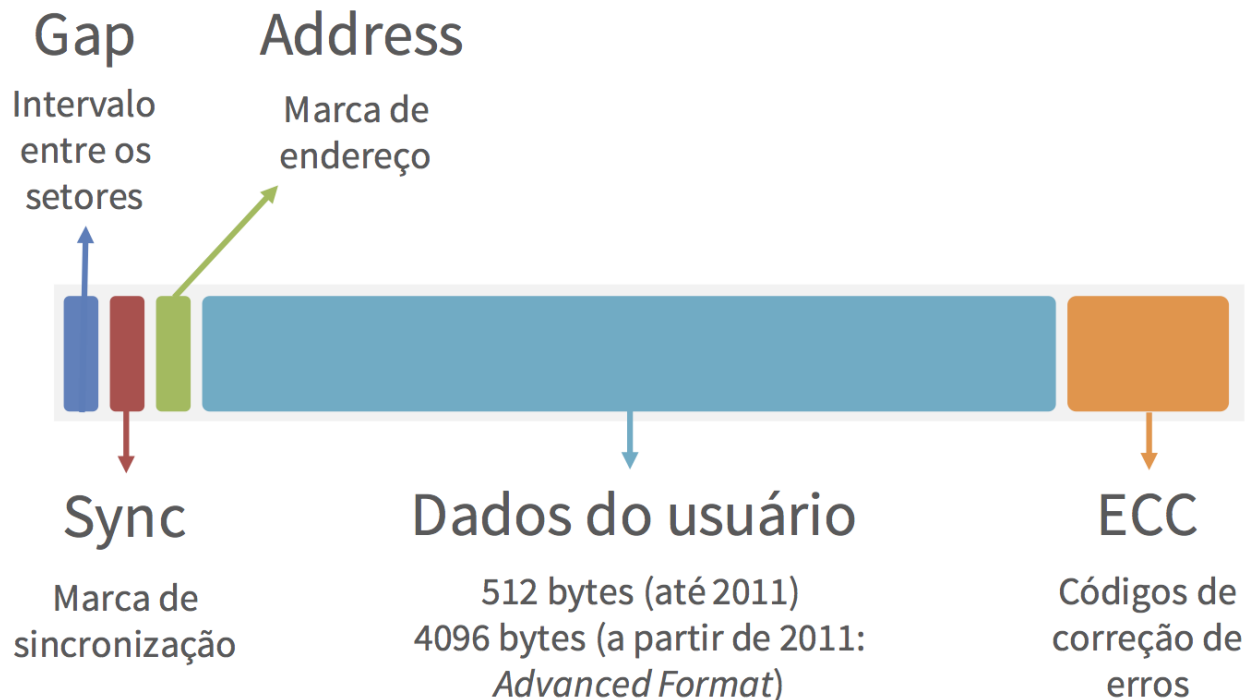 Gap
Intervalo
entre os
setores
Address
Marca de
endereço
Sync
Marca de
sincronização
Dados do usuário
512 bytes (até 2011)
4096 bytes (a partir de 2011:
Advanced Format)
ECC
Códigos de
correção de
erros